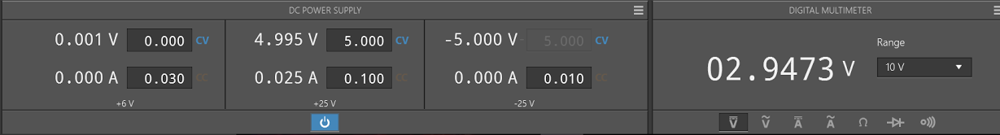 DC POWER SUPPLY
0.001 V 0.000 CV 4.995 V 5.000 CV -5.000 V - 5.000 CV
0.000 A 0.030 CC 0.025 A 0.100 CC 0.000 A 0.010 CC
+6 V +25 V -25 V
DIGITAL MULTIMETER
Range
02.9473 V 10 V
V V A A Ω